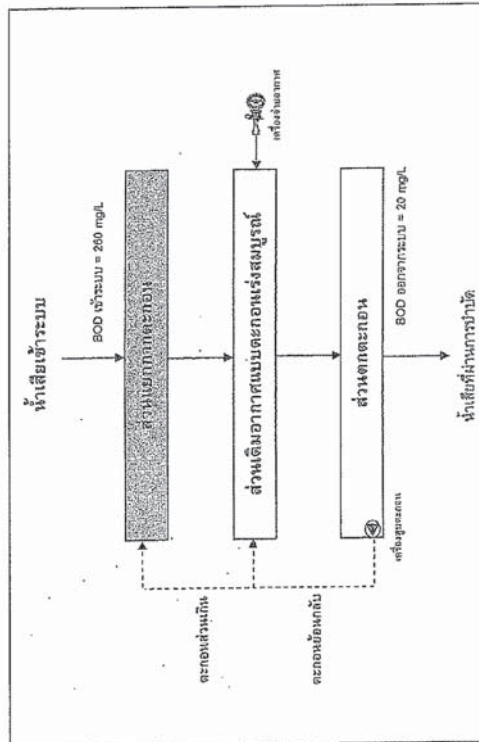 น้ำเสียเข้าระบบ
BOD เข้าระบบ = 260 mg/L
ส่วนแยกกากตะกอน
ส่วนเติมอากาศแบบตะกอนเร่งสมบูรณ์
เครื่องจ่ายอากาศ
ส่วนตกตะกอน
เครื่องสูบตะกอน
ตะกอนส่วนเกิน
ตะกอนย้อนกลับ
BOD ออกจากระบบ = 20 mg/L
น้ำเสียที่ผ่านการบำบัด